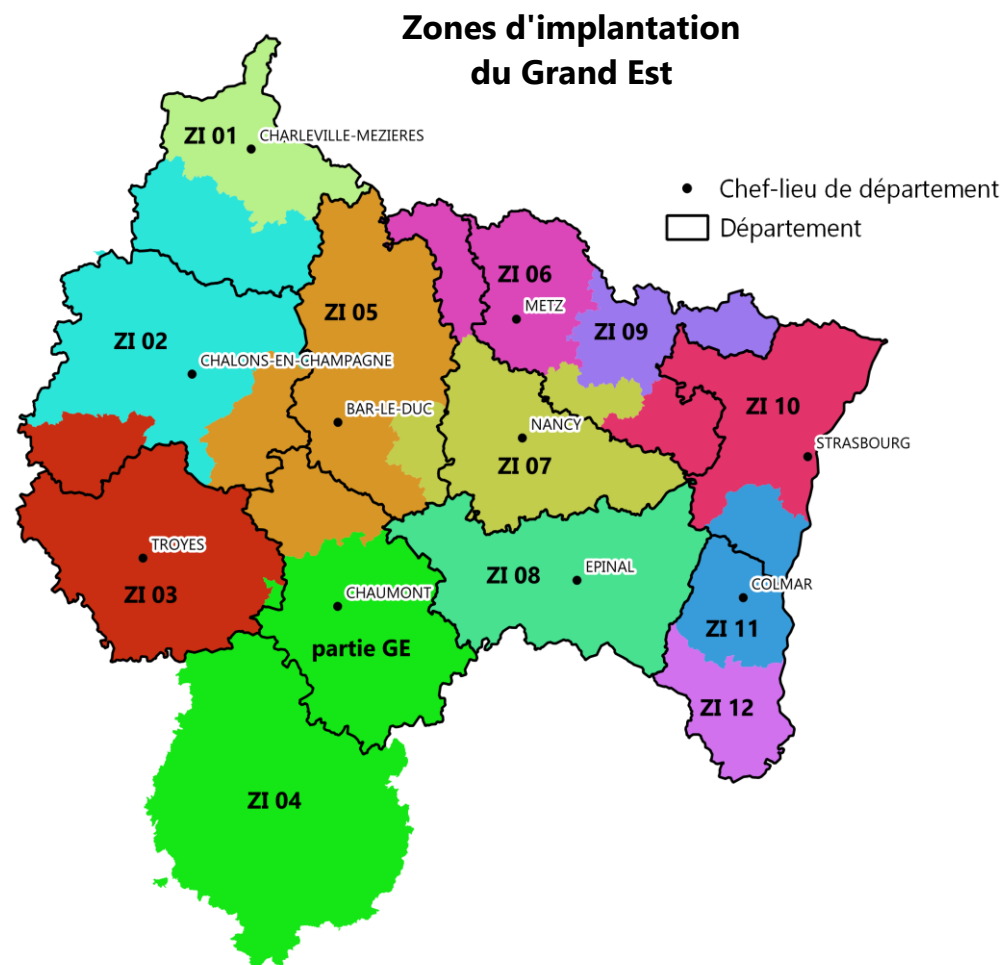 Zones d'implantation
du Grand Est
ZI 01
CHARLEVILLE-MEZIERES
Chef-lieu de département
Département
ZI 06
METZ
ZI 05
ZI 09
ZI 02
CHALONS-EN-CHAMPAGNE
BAR-LE-DUC
ZI 10
NANCY
STRASBOURG
ZI 07
TROYES
ZI 03
ZI 08
EPINAL
CHAUMONT
COLMAR
ZI 11
partie GE
ZI 12
ZI 04